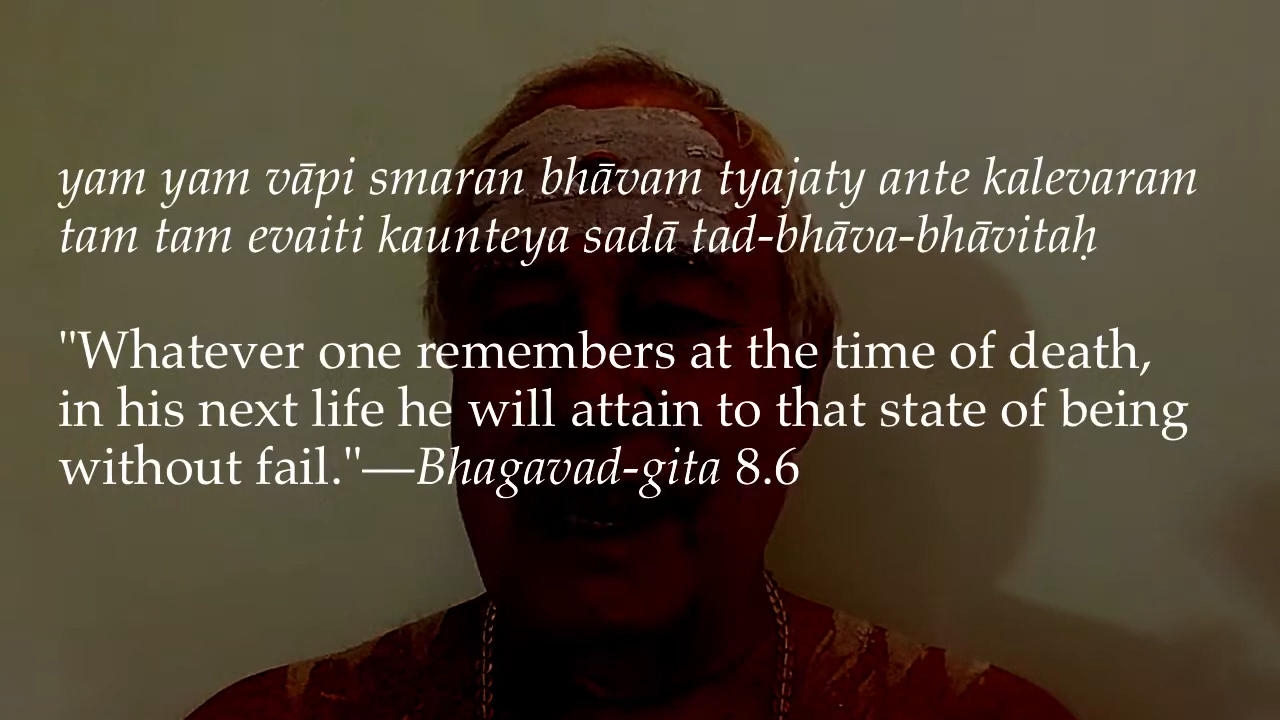 yam yam vāpi smaran bhāvam tyajaty ante kalevaram
tam tam evaiti kaunteya sadā tad-bhāva-bhāvitaḥ
"Whatever one remembers at the time of death,
in his next life he will attain to that state of being
without fail."—Bhagavad-gita 8.6